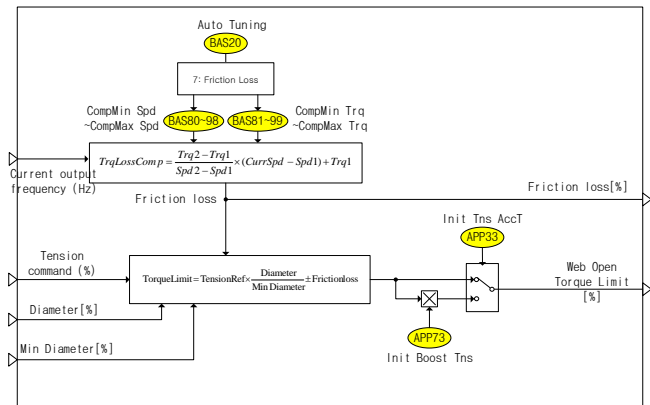 Auto Tuning
BAS20
7: Friction Loss
CompMin Spd
~CompMax Spd
BAS80~98
BAS81~99
CompMin Trq
~CompMax Trq
TrqLossComp = (Trq2 − Trq1)/(Spd2 − Spd1) × (CurrSpd − Spd1) + Trq1
Current output
frequency (Hz)
Friction loss
Friction loss[%]
Init Tns AccT
APP33
Tension
command (%)
TorqueLimit = TensionRef × Diameter/Min Diameter ± Frictionloss
Web Open
Torque Limit
[%]
Diameter[%]
APP73
Min Diameter[%]
Init Boost Tns